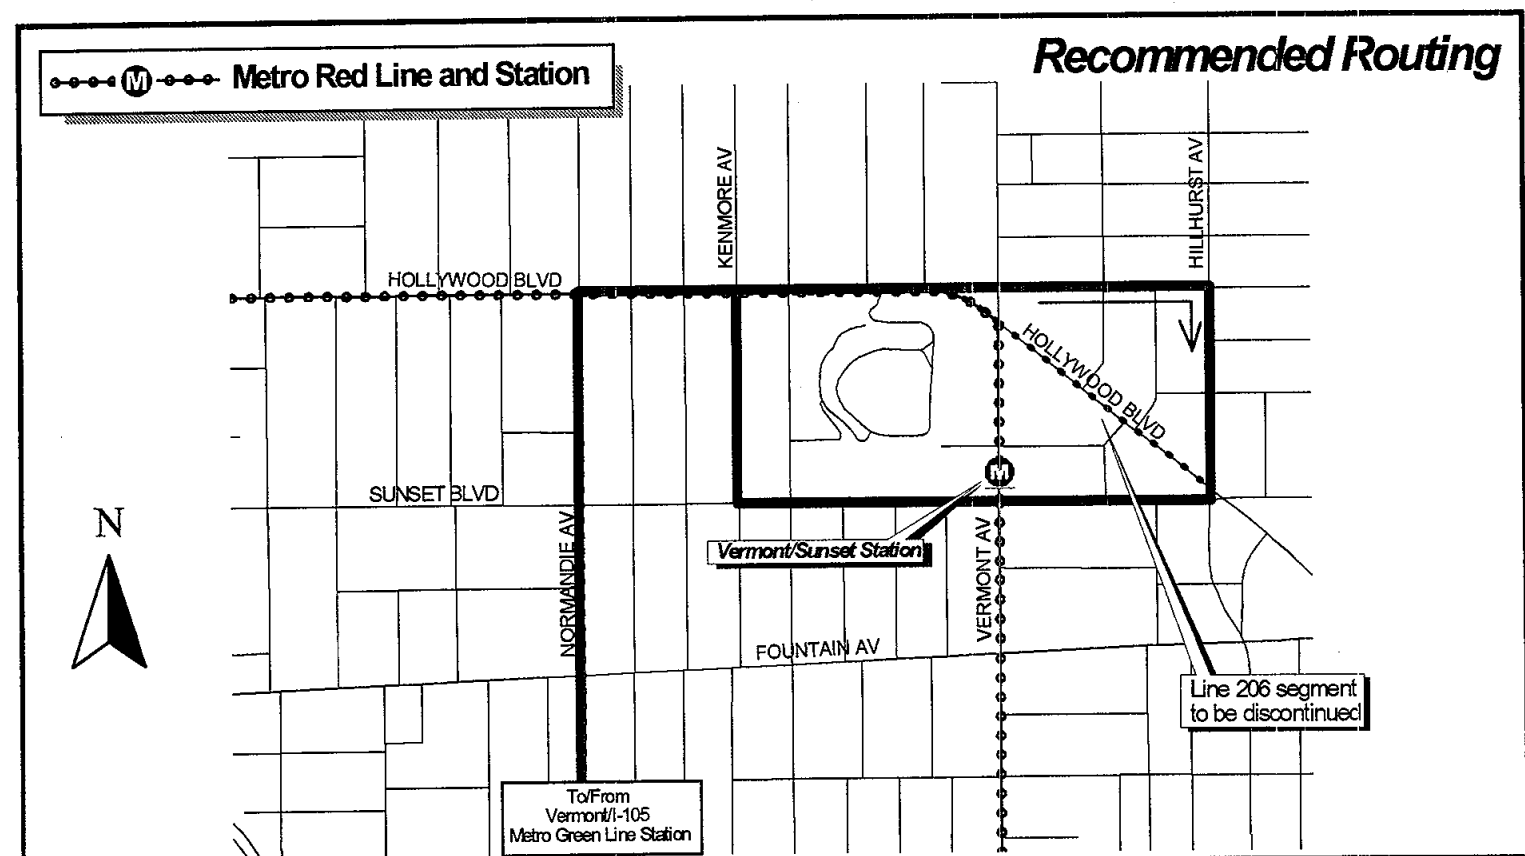 Recommended Routing
M Metro Red Line and Station
KENMORE AV
HILLHURST AV
HOLLYWOOD BLVD
HOLLYWOOD BLVD
M
SUNSET BLVD
N
NORMANDIE AV
Vermont/Sunset Station
VERMONT AV
FOUNTAIN AV
Line 206 segment
to be discontinued
To/From
Vermont/I-105
Metro Green Line Station